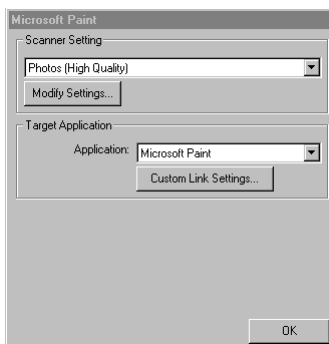 Microsoft Paint
Scanner Setting
Photos (High Quality)
Modify Settings...
Target Application
Application: Microsoft Paint
Custom Link Settings...
OK